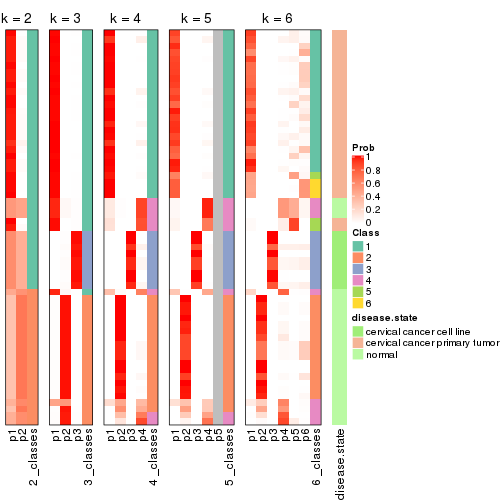 k = 2
k = 3
k = 4
k = 5
k = 6
Prob
1
0.8
0.6
0.4
0.2
0
Class
1
2
3
4
5
6
disease.state
cervical cancer cell line
cervical cancer primary tumor
normal
p1
p2
2_classes
p1
p2
p3
3_classes
p1
p2
p3
p4
4_classes
p1
p2
p3
p4
p5
5_classes
p1
p2
p3
p4
p5
p6
6_classes
disease.state